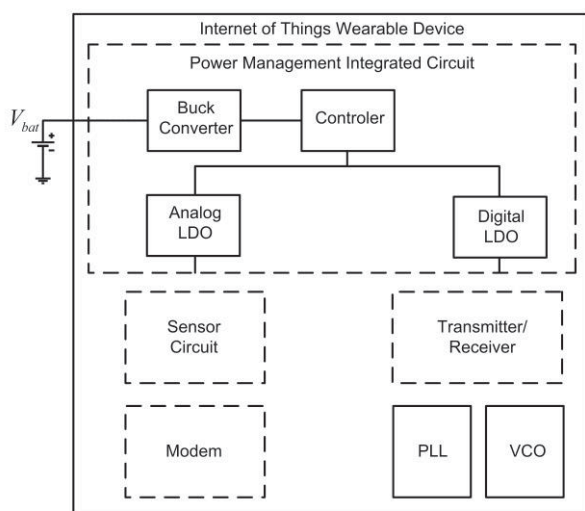 Internet of Things Wearable Device
Power Management Integrated Circuit
V_bat
+
-
Buck
Converter
Controler
Analog
LDO
Digital
LDO
Sensor
Circuit
Transmitter/
Receiver
Modem
PLL
VCO